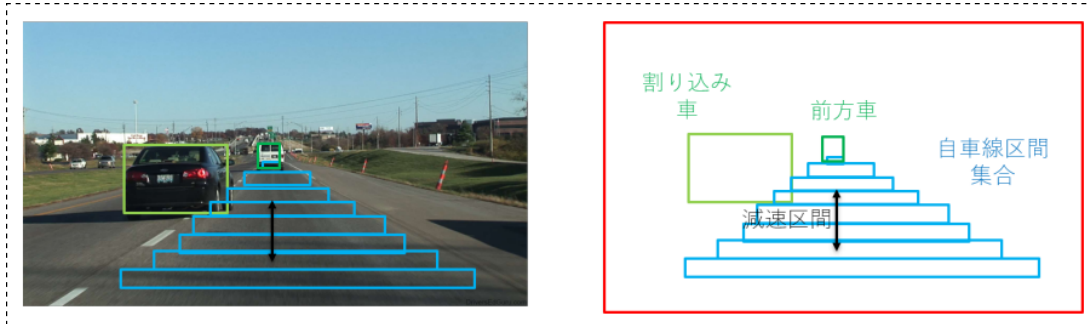 割り込み
車
前方車
自車線区間
集合
減速区間